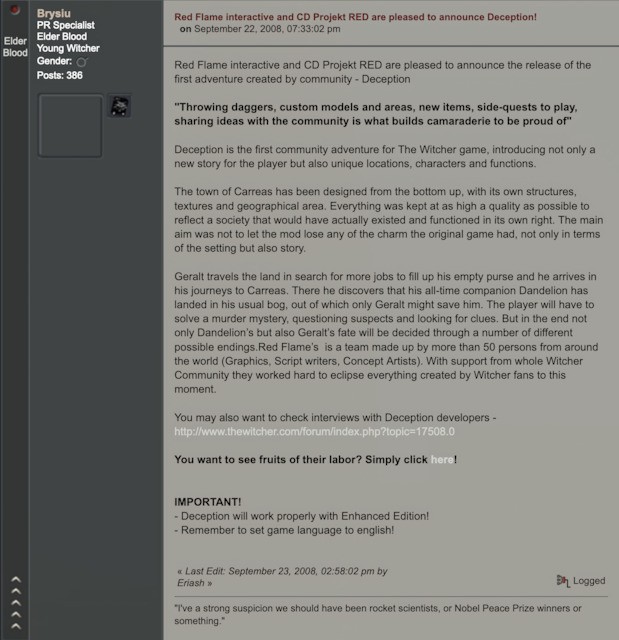 Elder
Blood
Brysiu
PR Specialist
Elder Blood
Young Witcher
Gender:
Posts: 386
Red Flame interactive and CD Projekt RED are pleased to announce Deception!
on September 22, 2008, 07:33:02 pm
Red Flame interactive and CD Projekt RED are pleased to announce the release of the
first adventure created by community - Deception
"Throwing daggers, custom models and areas, new items, side-quests to play,
sharing ideas with the community is what builds camaraderie to be proud of"
Deception is the first community adventure for The Witcher game, introducing not only a
new story for the player but also unique locations, characters and functions.
The town of Carreas has been designed from the bottom up, with its own structures,
textures and geographical area. Everything was kept at as high a quality as possible to
reflect a society that would have actually existed and functioned in its own right. The main
aim was not to let the mod lose any of the charm the original game had, not only in terms
of the setting but also story.
Geralt travels the land in search for more jobs to fill up his empty purse and he arrives in
his journeys to Carreas. There he discovers that his all-time companion Dandelion has
landed in his usual bog, out of which only Geralt might save him. The player will have to
solve a murder mystery, questioning suspects and looking for clues. But in the end not
only Dandelion's but also Geralt's fate will be decided through a number of different
possible endings.Red Flame's  is a team made up by more than 50 persons from around
the world (Graphics, Script writers, Concept Artists). With support from whole Witcher
Community they worked hard to eclipse everything created by Witcher fans to this
moment.
You may also want to check interviews with Deception developers -
http://www.thewitcher.com/forum/index.php?topic=17508.0
You want to see fruits of their labor? Simply click here!
IMPORTANT!
- Deception will work properly with Enhanced Edition!
- Remember to set game language to english!
« Last Edit: September 23, 2008, 02:58:02 pm by
Eriash »
Logged
"I've a strong suspicion we should have been rocket scientists, or Nobel Peace Prize winners or
something."